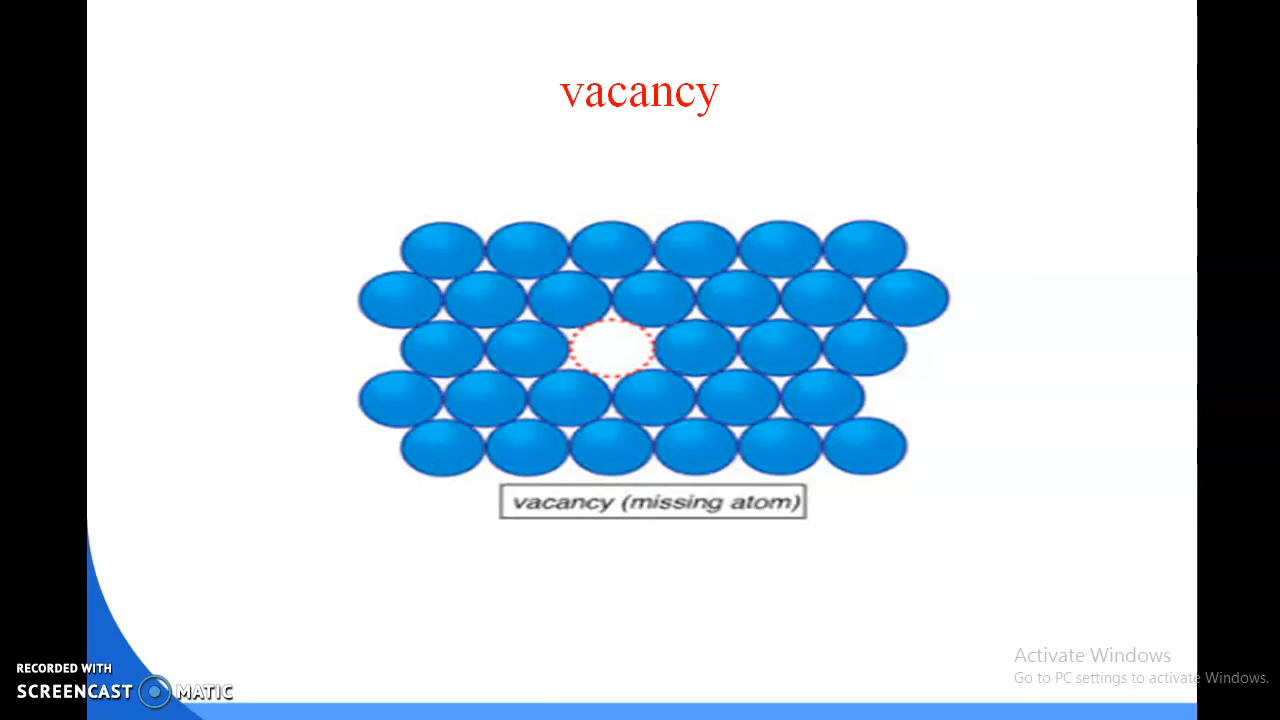 vacancy
vacancy (missing atom)
Activate Windows
Go to PC settings to activate Windows.
RECORDED WITH
SCREENCAST MATIC